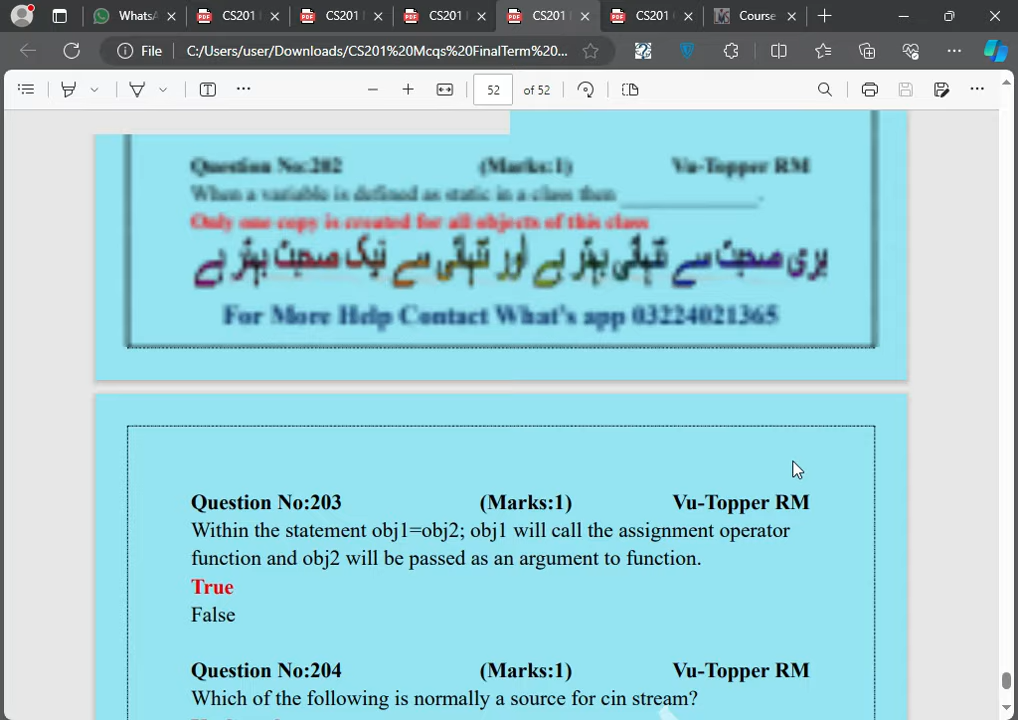 WhatsA
CS201
CS201
CS201
CS201
CS201
Course
File
C:/Users/user/Downloads/CS201%20Mcqs%20FinalTerm%20...
52 of 52
Question No:202 (Marks:1) Vu-Topper RM
When a variable is defined as static in a class then _____________.
Only one copy is created for all objects of this class
بری صحبت سے تنہائی بہتر ہے اور تنہائی سے نیک صحبت بہتر ہے
For More Help Contact What's app 03224021365
Question No:203 (Marks:1) Vu-Topper RM
Within the statement obj1=obj2; obj1 will call the assignment operator
function and obj2 will be passed as an argument to function.
True
False
Question No:204 (Marks:1) Vu-Topper RM
Which of the following is normally a source for cin stream?